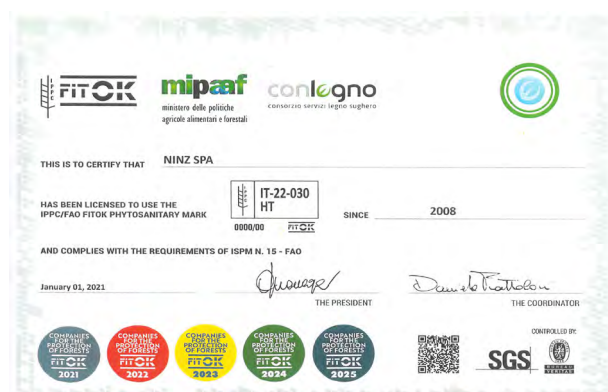 IPPC
FITOK
mipaaf
ministero delle politiche
agricole alimentari e forestali
conlegno
consorzio servizi legno sughero
THIS IS TO CERTIFY THAT NINZ SPA
HAS BEEN LICENSED TO USE THE
IPPC/FAO FITOK PHYTOSANITARY MARK
IPPC
IT-22-030
HT
0000/00 FITOK
SINCE 2008
AND COMPLIES WITH THE REQUIREMENTS OF ISPM N. 15 - FAO
January 01, 2021
THE PRESIDENT
THE COORDINATOR
COMPANIES FOR THE PROTECTION OF FORESTS
FITOK
2021
COMPANIES FOR THE PROTECTION OF FORESTS
FITOK
2022
COMPANIES FOR THE PROTECTION OF FORESTS
FITOK
2023
COMPANIES FOR THE PROTECTION OF FORESTS
FITOK
2024
COMPANIES FOR THE PROTECTION OF FORESTS
FITOK
2025
CONTROLLED BY:
SGS
BUREAU
VERITAS